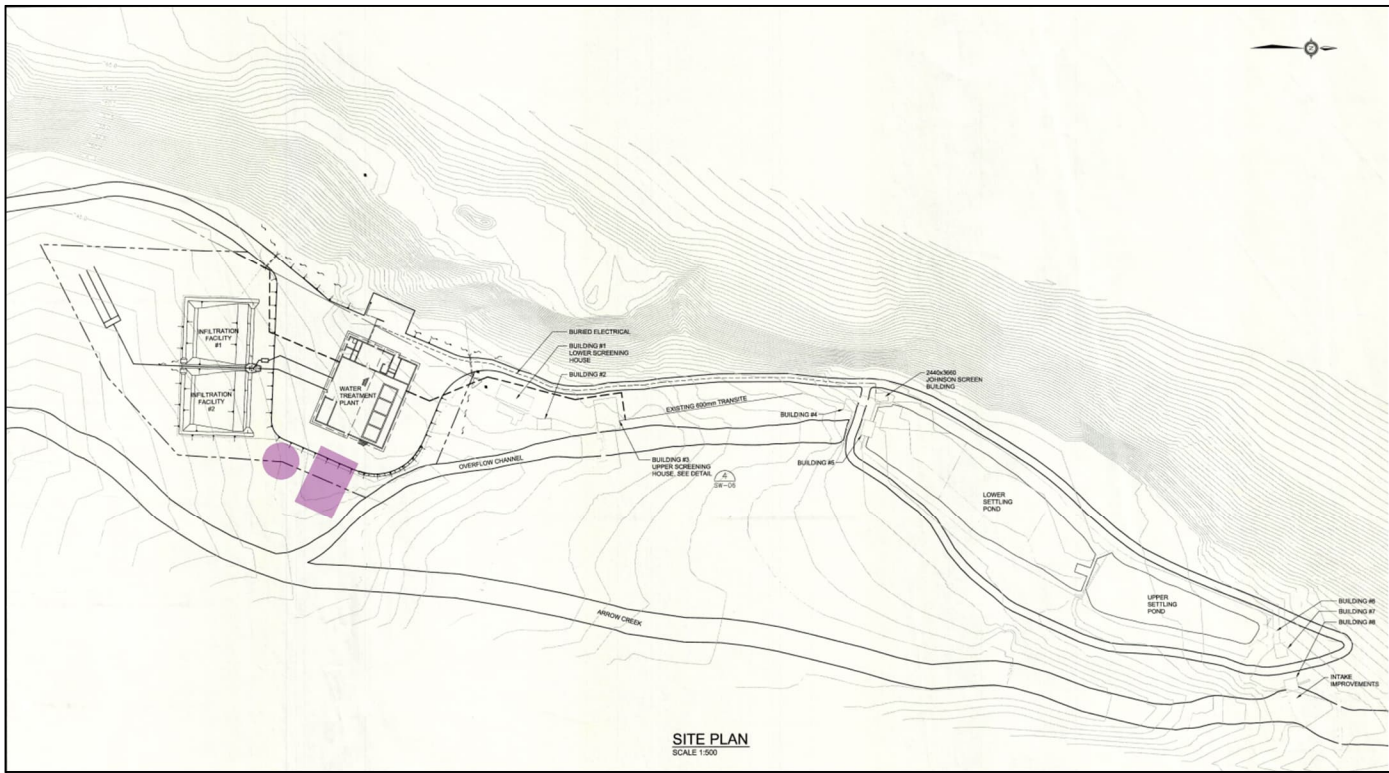 BURIED ELECTRICAL
BUILDING #1
LOWER SCREENING
HOUSE
BUILDING #2
INFILTRATION
FACILITY
#1
INFILTRATION
FACILITY
#2
WATER
TREATMENT
PLANT
2440x3660
JOHNSON SCREEN
BUILDING
EXISTING 600mm TRANSITE
BUILDING #4
OVERFLOW CHANNEL
BUILDING #3
UPPER SCREENING
HOUSE, SEE DETAIL
4
SW-06
BUILDING #5
LOWER
SETTLING
POND
UPPER
SETTLING
POND
ARROW CREEK
BUILDING #6
BUILDING #7
BUILDING #8
INTAKE
IMPROVEMENTS
SITE PLAN
SCALE 1:500